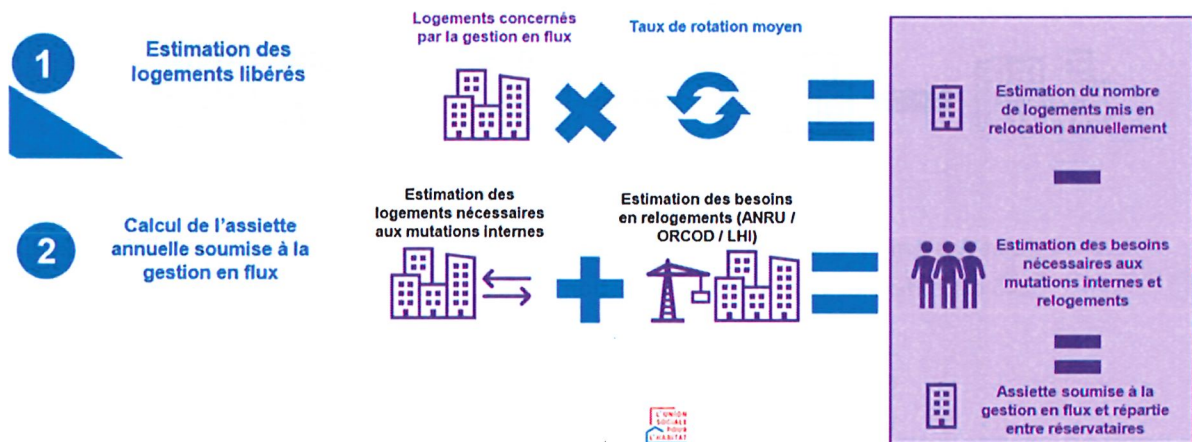 1
Estimation des
logements libérés
Logements concernés
par la gestion en flux
Taux de rotation moyen
Estimation du nombre
de logements mis en
relocation annuellement
2
Calcul de l'assiette
annuelle soumise à la
gestion en flux
Estimation des
logements nécessaires
aux mutations internes
Estimation des besoins
en relogements (ANRU /
ORCOD / LHI)
Estimation des besoins
nécessaires aux
mutations internes et
relogements
Assiette soumise à la
gestion en flux et répartie
entre réservataires
L'UNION
SOCIALE
POUR
L'HABITAT